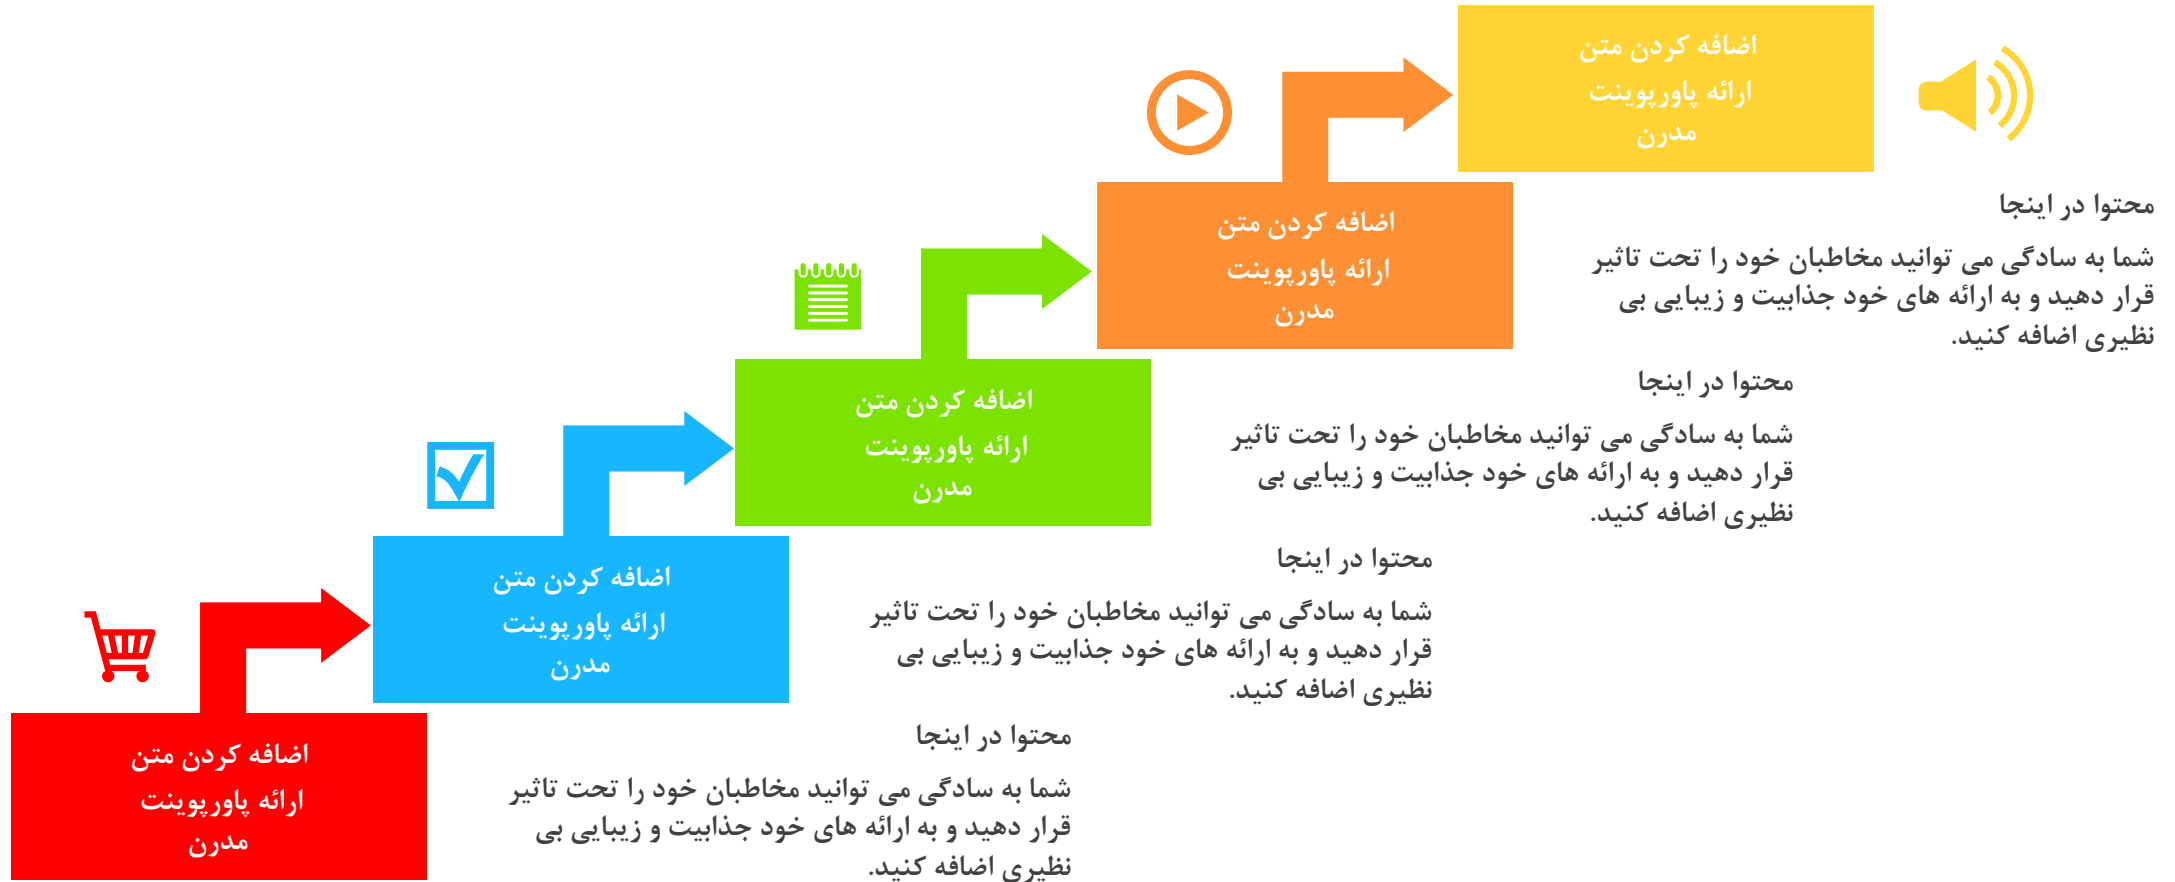 اضافه کردن متن
ارائه پاورپوینت
مدرن
محتوا در اینجا
شما به سادگی می توانید مخاطبان خود را تحت تاثیر
قرار دهید و به ارائه های خود جذابیت و زیبایی بی
نظیری اضافه کنید.
اضافه کردن متن
ارائه پاورپوینت
مدرن
محتوا در اینجا
شما به سادگی می توانید مخاطبان خود را تحت تاثیر
قرار دهید و به ارائه های خود جذابیت و زیبایی بی
نظیری اضافه کنید.
اضافه کردن متن
ارائه پاورپوینت
مدرن
محتوا در اینجا
شما به سادگی می توانید مخاطبان خود را تحت تاثیر
قرار دهید و به ارائه های خود جذابیت و زیبایی بی
نظیری اضافه کنید.
اضافه کردن متن
ارائه پاورپوینت
مدرن
محتوا در اینجا
شما به سادگی می توانید مخاطبان خود را تحت تاثیر
قرار دهید و به ارائه های خود جذابیت و زیبایی بی
نظیری اضافه کنید.
اضافه کردن متن
ارائه پاورپوینت
مدرن